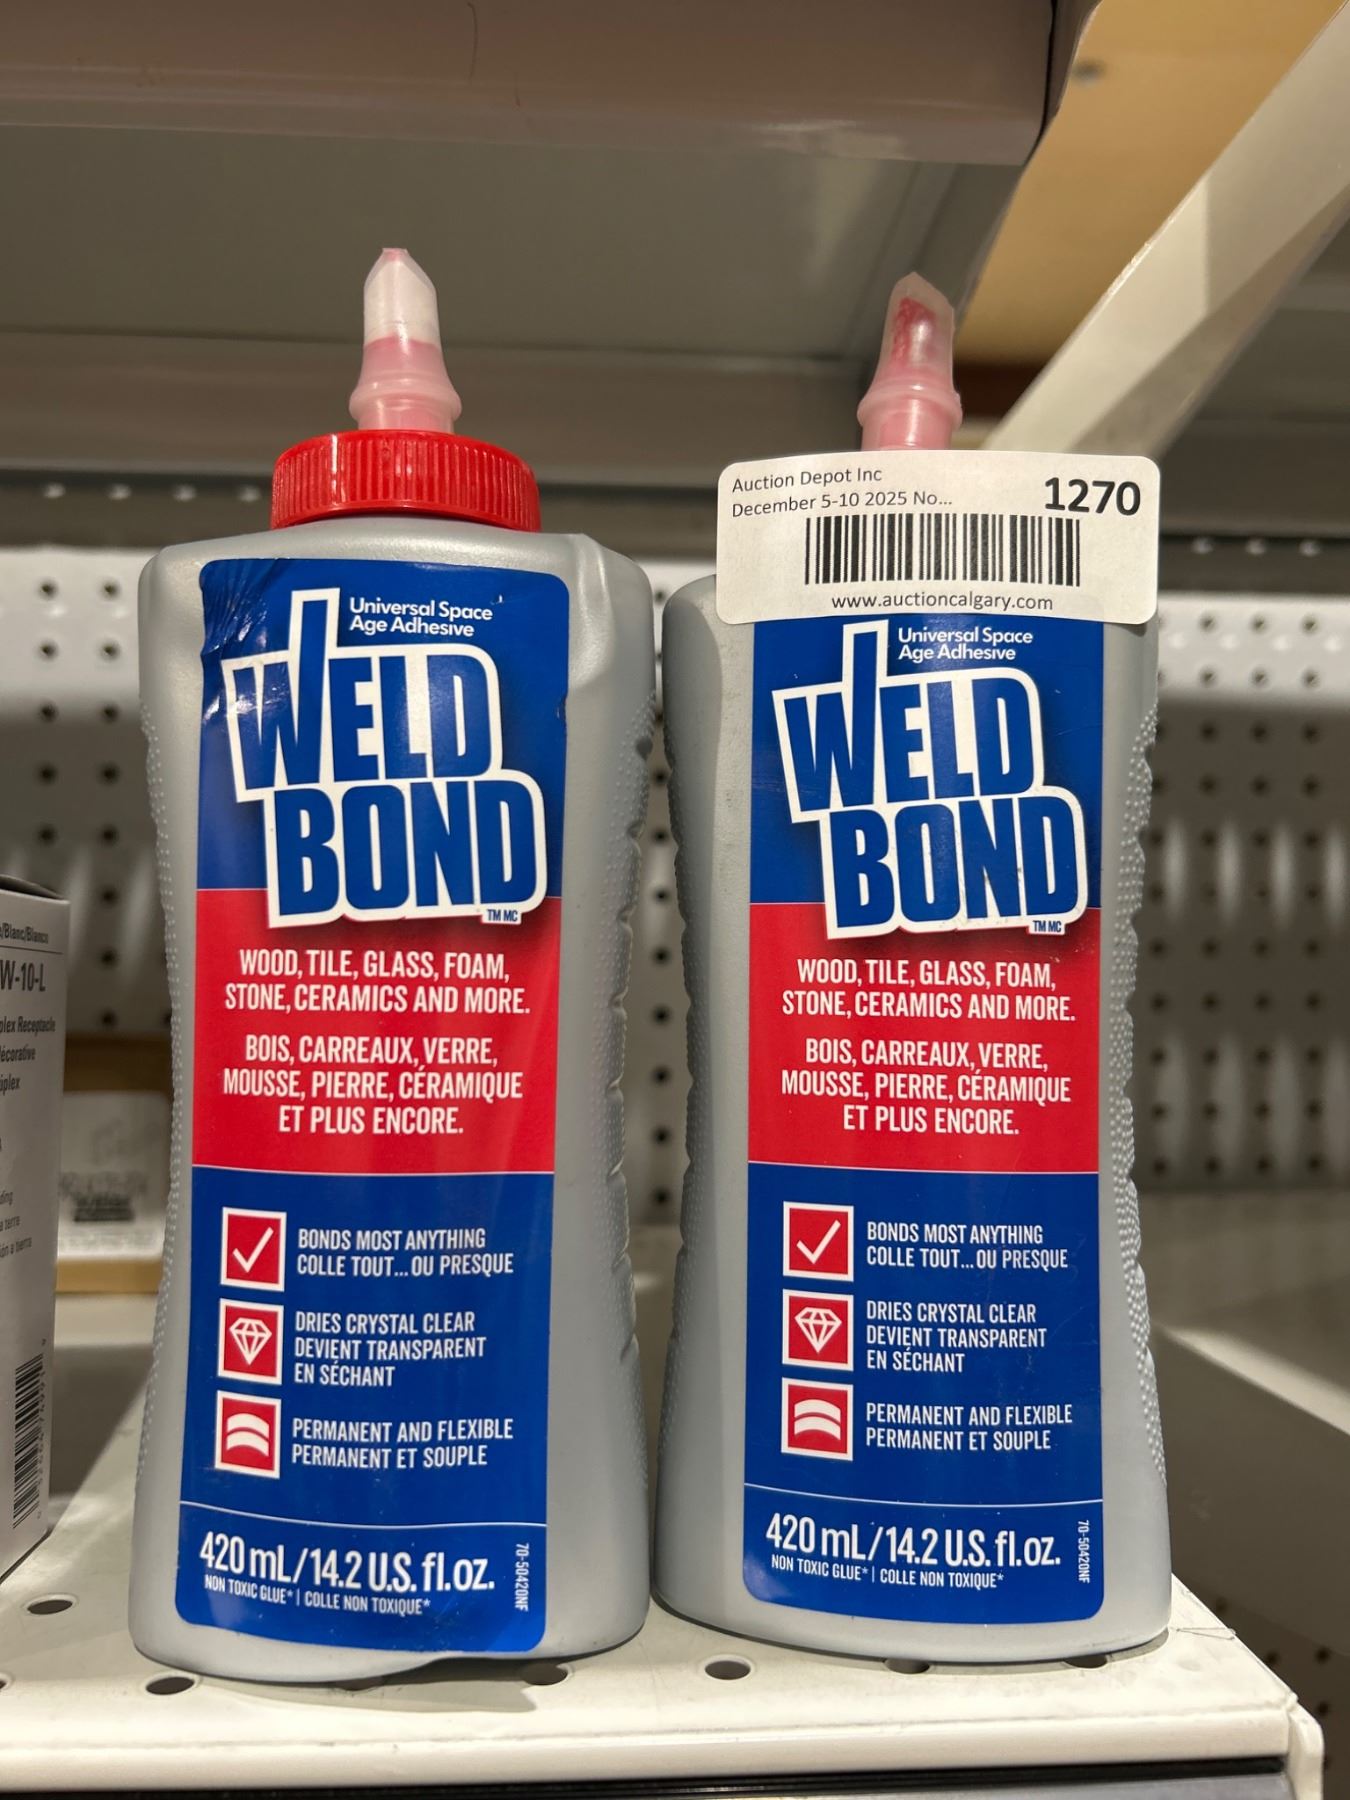 Universal Space
Age Adhesive
WELD
BOND
TM MC
WOOD, TILE, GLASS, FOAM,
STONE, CERAMICS AND MORE.
BOIS, CARREAUX, VERRE,
MOUSSE, PIERRE, CÉRAMIQUE
ET PLUS ENCORE.
BONDS MOST ANYTHING
COLLE TOUT... OU PRESQUE
DRIES CRYSTAL CLEAR
DEVIENT TRANSPARENT
EN SÉCHANT
PERMANENT AND FLEXIBLE
PERMANENT ET SOUPLE
420 mL/14.2 U.S. fl.oz.
NON TOXIC GLUE* | COLLE NON TOXIQUE*
70-50420NF
Auction Depot Inc
December 5-10 2025 No...
1270
www.auctioncalgary.com
Universal Space
Age Adhesive
WELD
BOND
TM MC
WOOD, TILE, GLASS, FOAM,
STONE, CERAMICS AND MORE.
BOIS, CARREAUX, VERRE,
MOUSSE, PIERRE, CÉRAMIQUE
ET PLUS ENCORE.
BONDS MOST ANYTHING
COLLE TOUT... OU PRESQUE
DRIES CRYSTAL CLEAR
DEVIENT TRANSPARENT
EN SÉCHANT
PERMANENT AND FLEXIBLE
PERMANENT ET SOUPLE
420 mL/14.2 U.S. fl.oz.
NON TOXIC GLUE* | COLLE NON TOXIQUE*
70-50420NF
/Blanc/Blanco
W-10-L
plex Receptacle